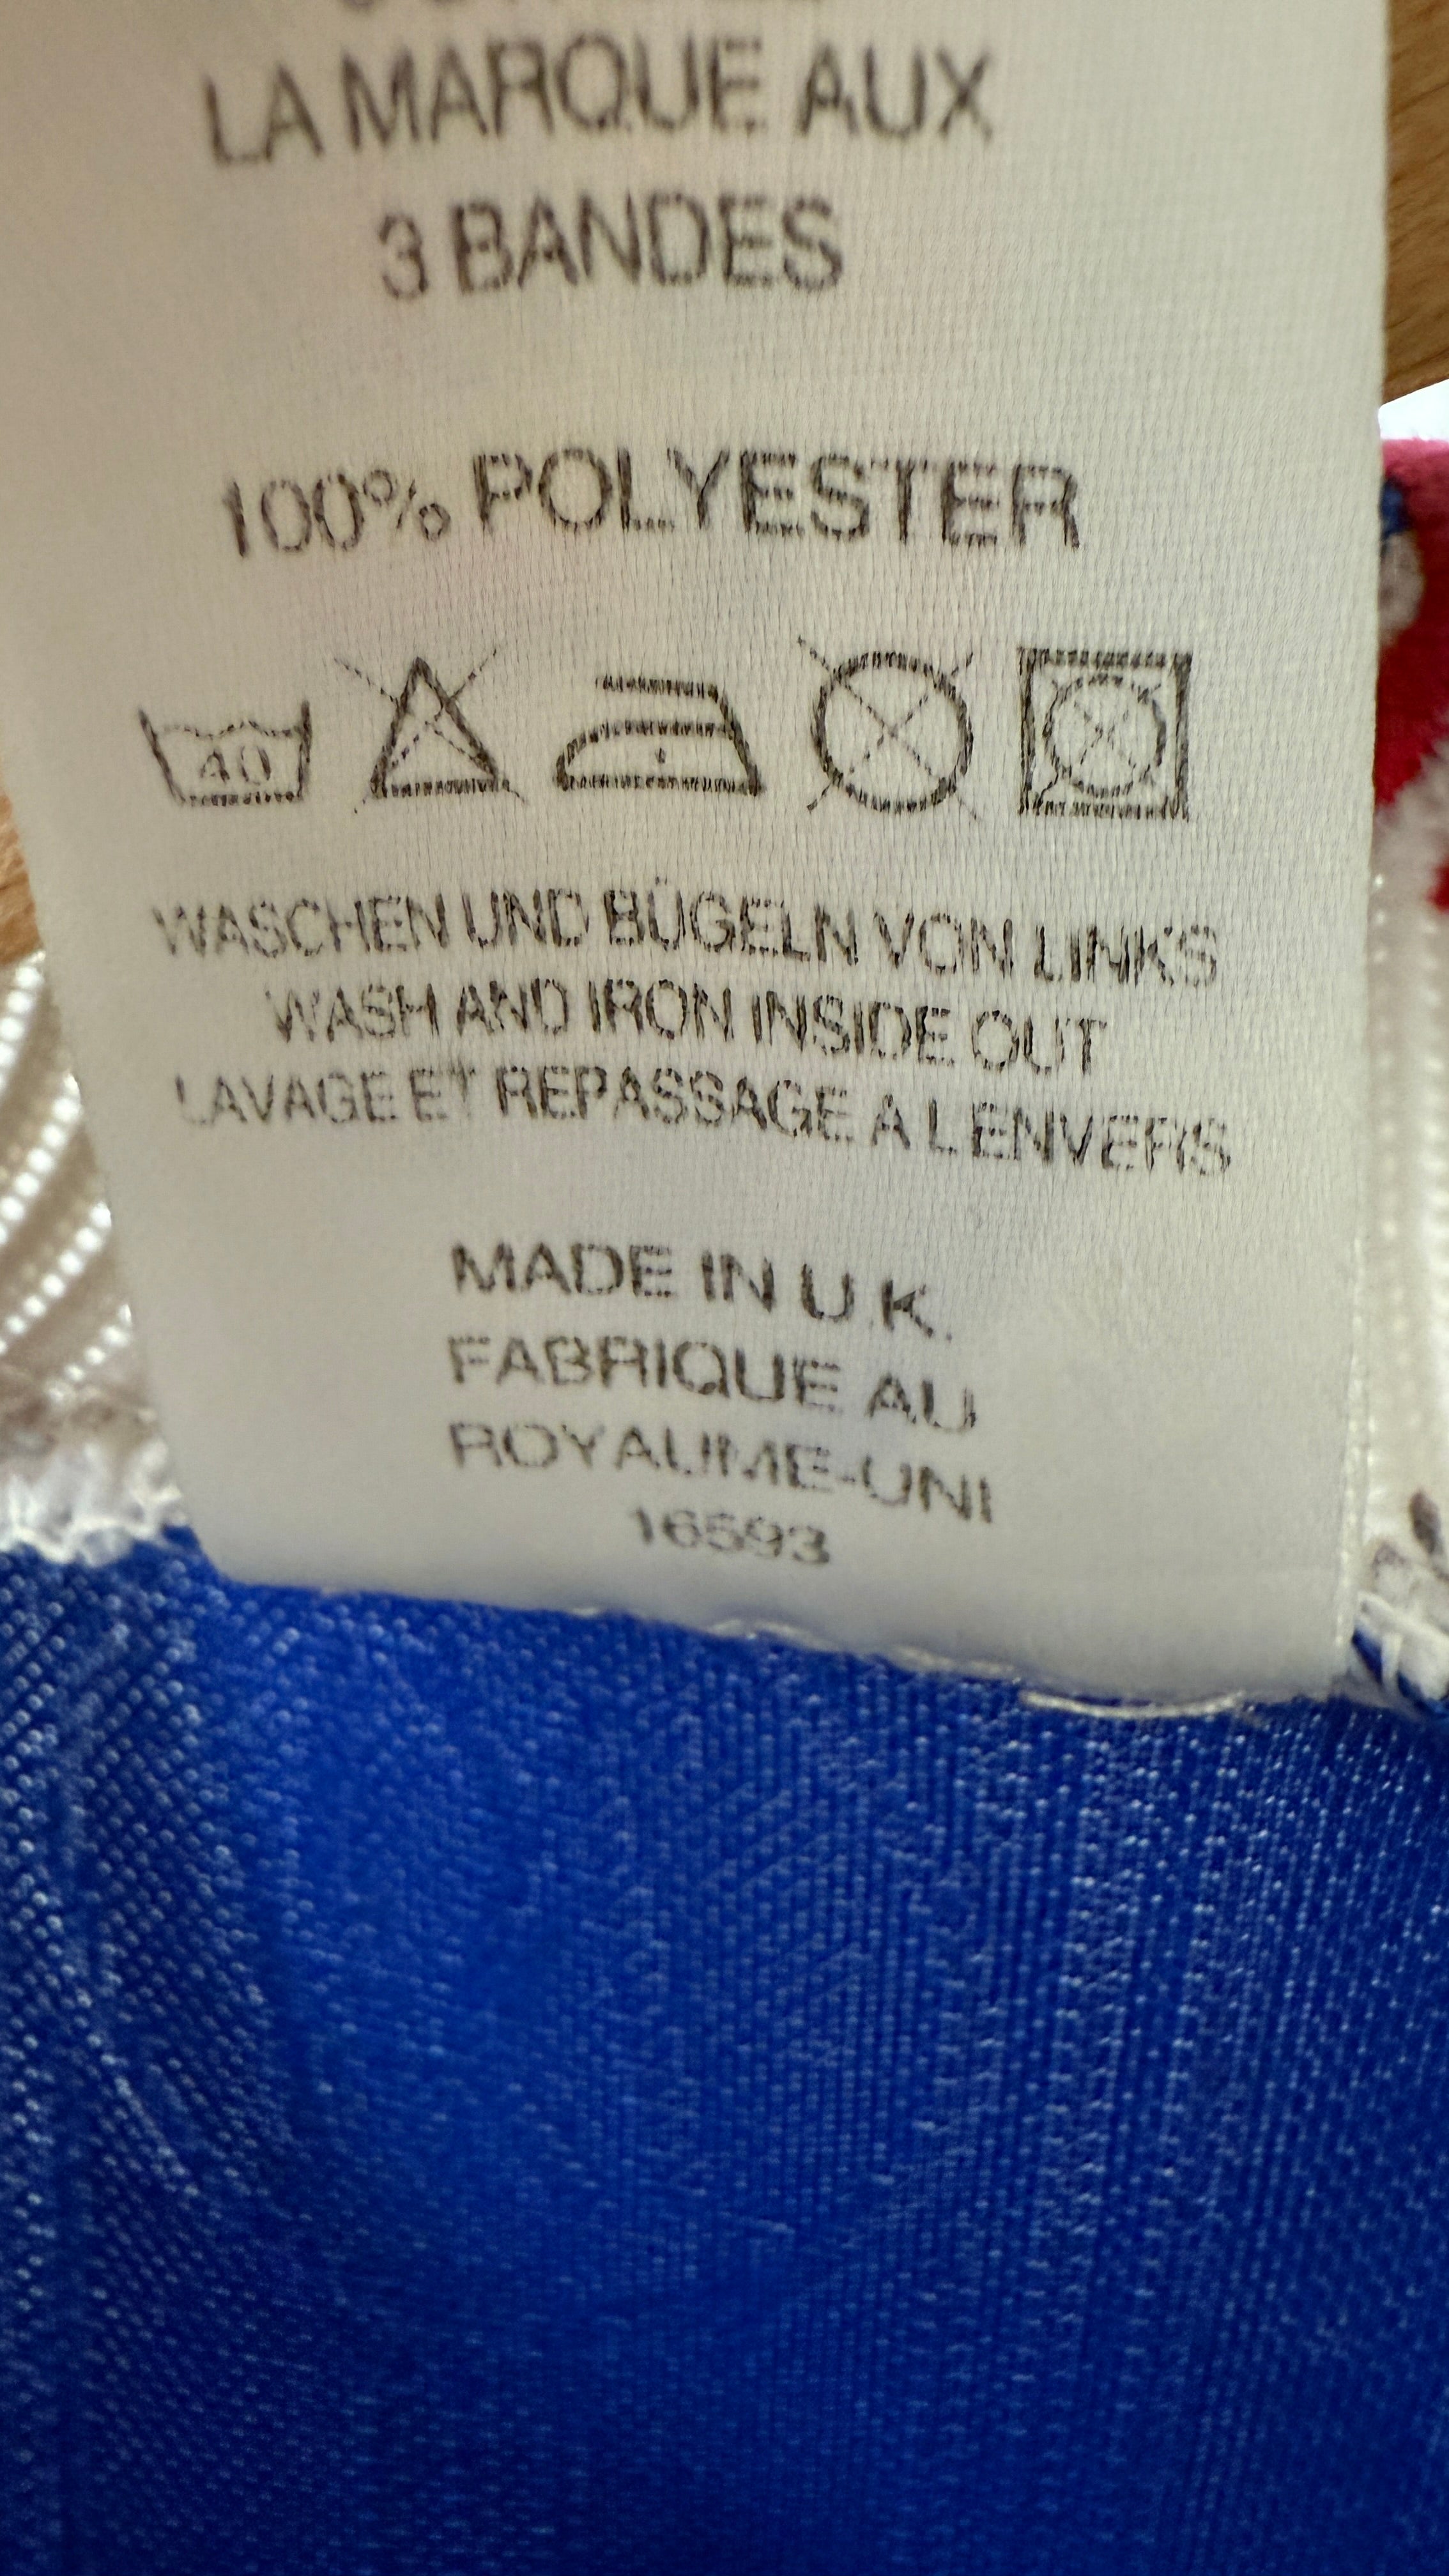 LA MARQUE AUX
3 BANDES
100% POLYESTER
40
WASCHEN UND BÜGELN VON LINKS
WASH AND IRON INSIDE OUT
LAVAGE ET REPASSAGE A L ENVERS
MADE IN U.K.
FABRIQUE AU
ROYAUME-UNI
16593